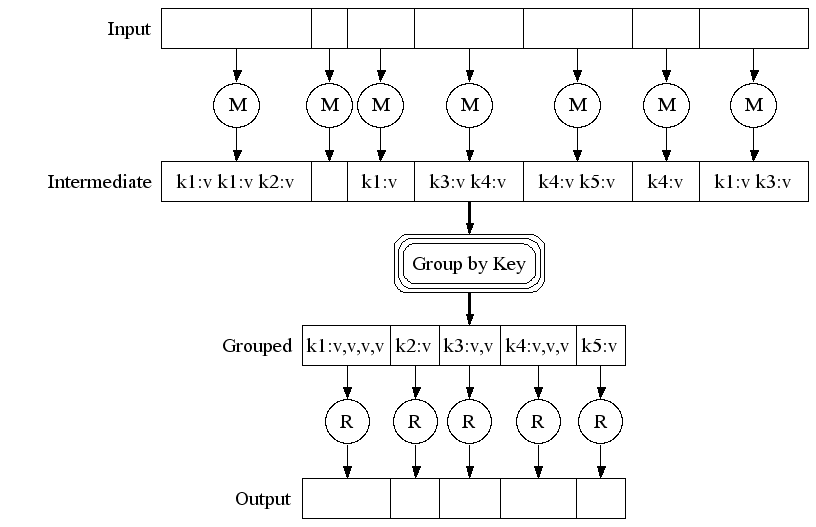 Input
M M M M M M M
Intermediate k1:v k1:v k2:v k1:v k3:v k4:v k4:v k5:v k4:v k1:v k3:v
Group by Key
Grouped k1:v,v,v,v k2:v k3:v,v k4:v,v,v k5:v
R R R R R
Output